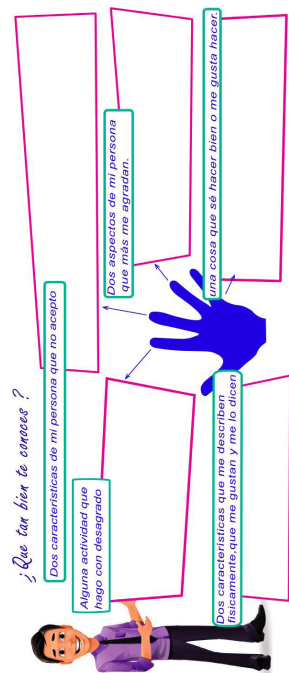 ¿Que tan bien te conoces ?
Dos características de mi persona que no acepto
Alguna actividad que
hago con desagrado
Dos aspectos de mi persona
que más me agradan.
Dos características que me describen
físicamente,que me gustan y me lo dicen
una cosa que sé hacer bien o me gusta hacer.